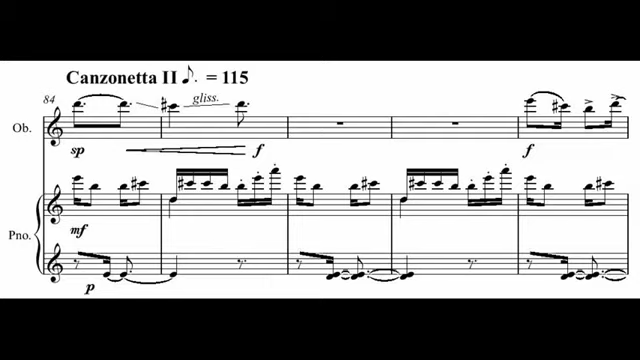 Canzonetta II ♪. = 115
84
gliss.
Ob.
sp
f
f
mf
Pno.
p